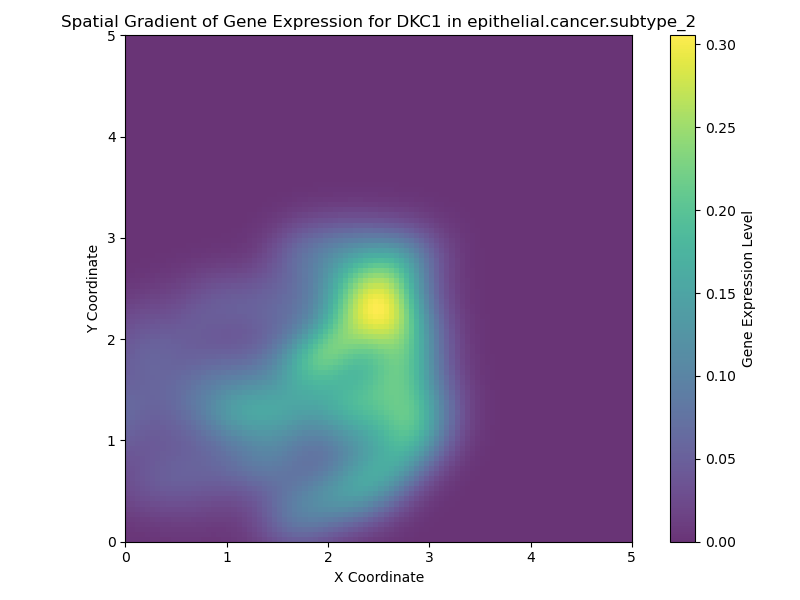 Spatial Gradient of Gene Expression for DKC1 in epithelial.cancer.subtype_2
5
4
3
2
1
0
Y Coordinate
0 1 2 3 4 5
X Coordinate
0.30
0.25
0.20
0.15
0.10
0.05
0.00
Gene Expression Level